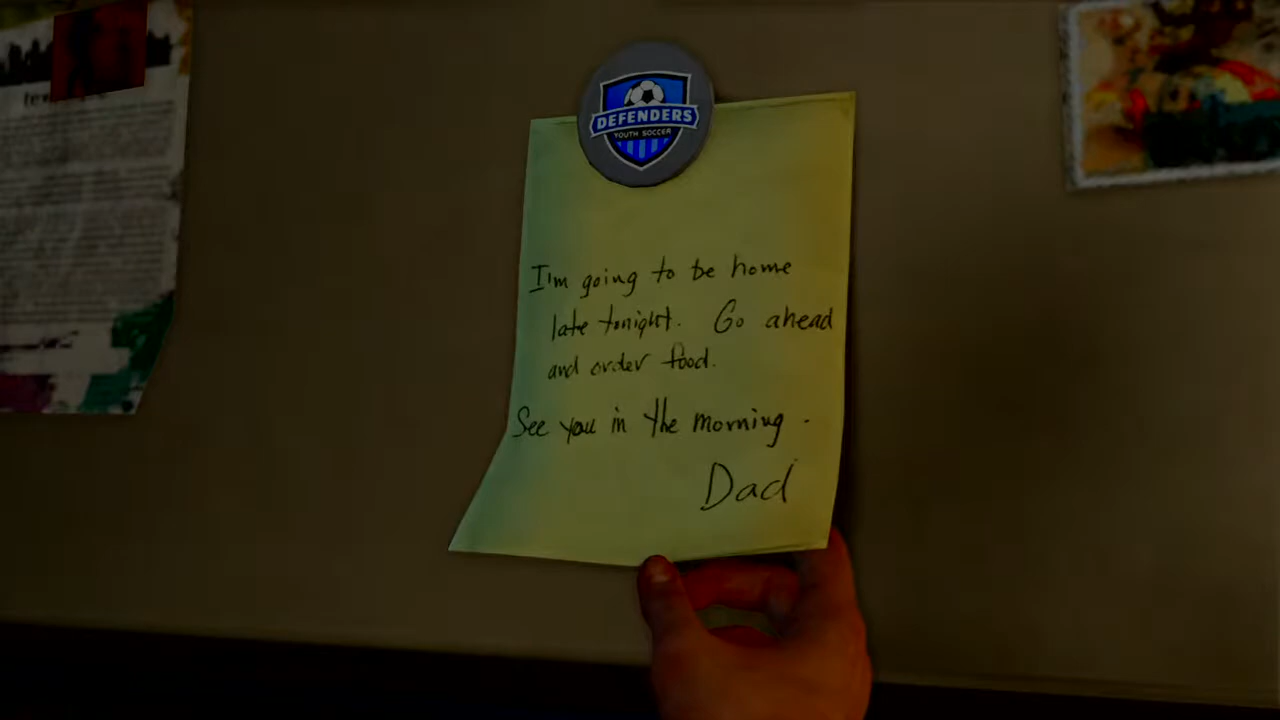 DEFENDERS
YOUTH SOCCER
I'm going to be home
late tonight. Go ahead
and order food.
See you in the morning.
Dad